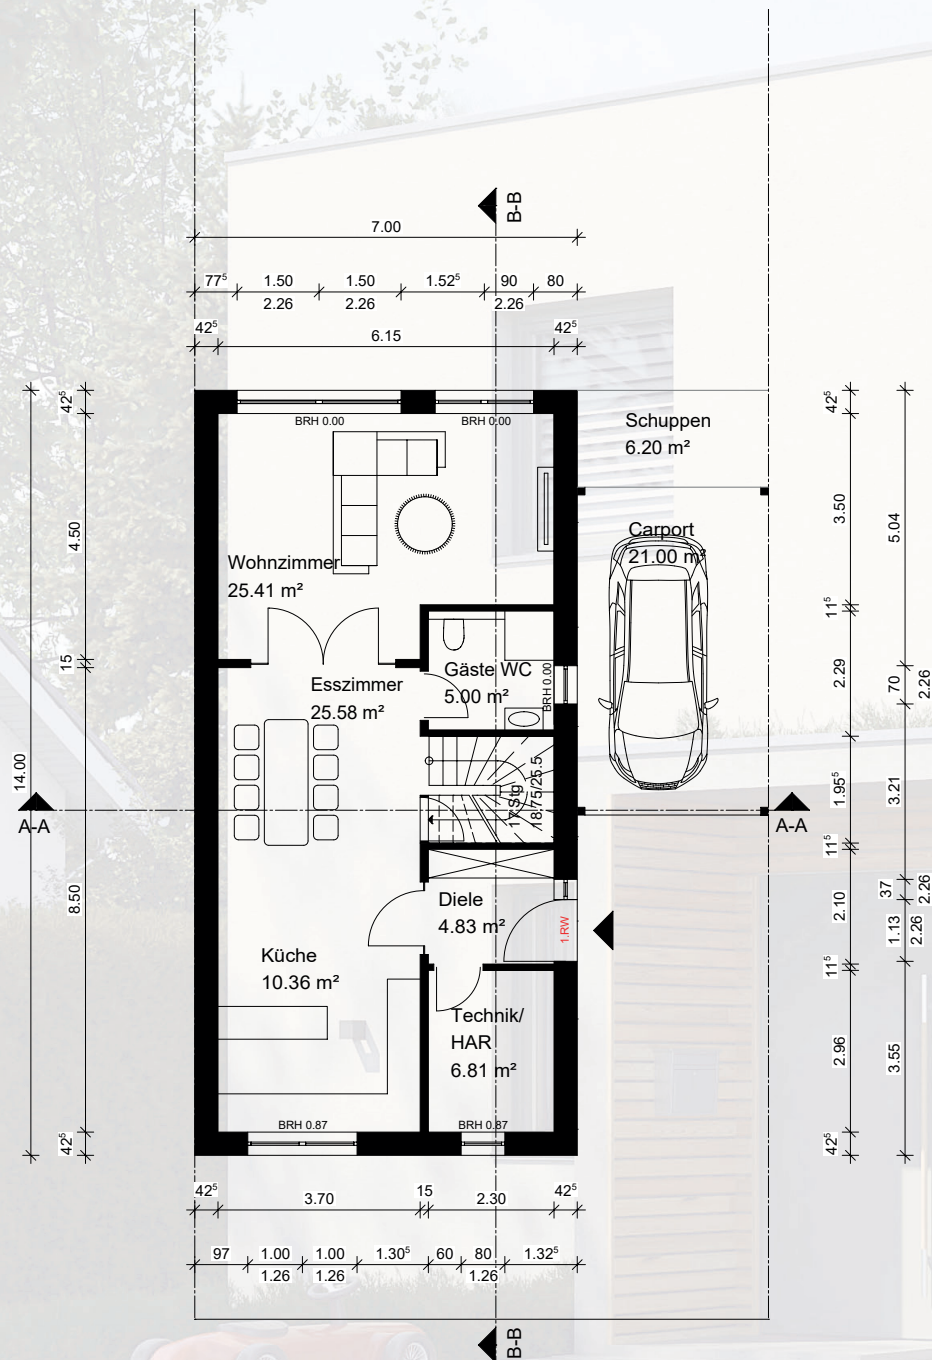 B-B
7.00
77⁵ 1.50 1.50 1.52⁵ 90 80
2.26 2.26 2.26
42⁵ 6.15 42⁵
BRH 0.00 BRH 0.00
Schuppen
6.20 m²
Carport
21.00 m²
Wohnzimmer
25.41 m²
Gäste WC
5.00 m²
BRH 0.00
Esszimmer
25.58 m²
17 Stg
18.75/25.5
A-A
A-A
Diele
4.83 m²
1.RW
Küche
10.36 m²
Technik/
HAR
6.81 m²
BRH 0.87 BRH 0.87
14.00
42⁵
4.50
15
8.50
42⁵
42⁵
3.50
11⁵
2.29
1.95⁵
11⁵
2.10
11⁵
2.96
42⁵
5.04
70
2.26
3.21
37
2.26
1.13
2.26
3.55
42⁵ 3.70 15 2.30 42⁵
97 1.00 1.00 1.30⁵ 60 80 1.32⁵
1.26 1.26 1.26
B-B